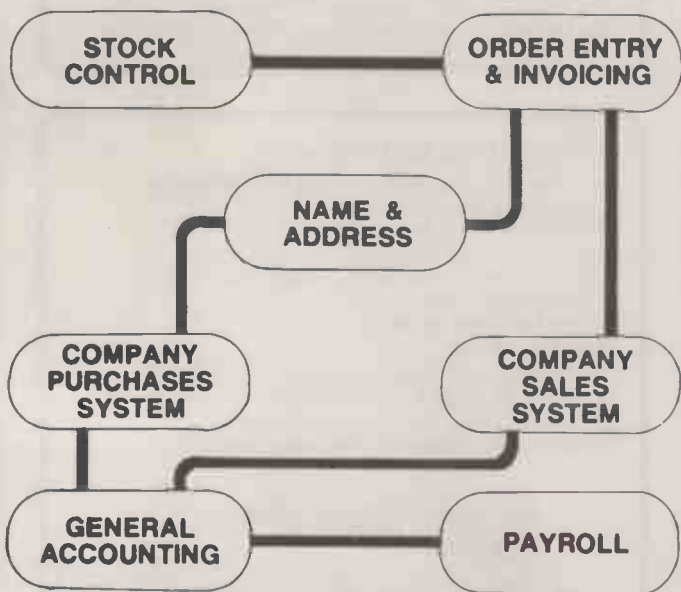 STOCK
CONTROL
ORDER ENTRY
& INVOICING
NAME &
ADDRESS
COMPANY
PURCHASES
SYSTEM
COMPANY
SALES
SYSTEM
GENERAL
ACCOUNTING
PAYROLL